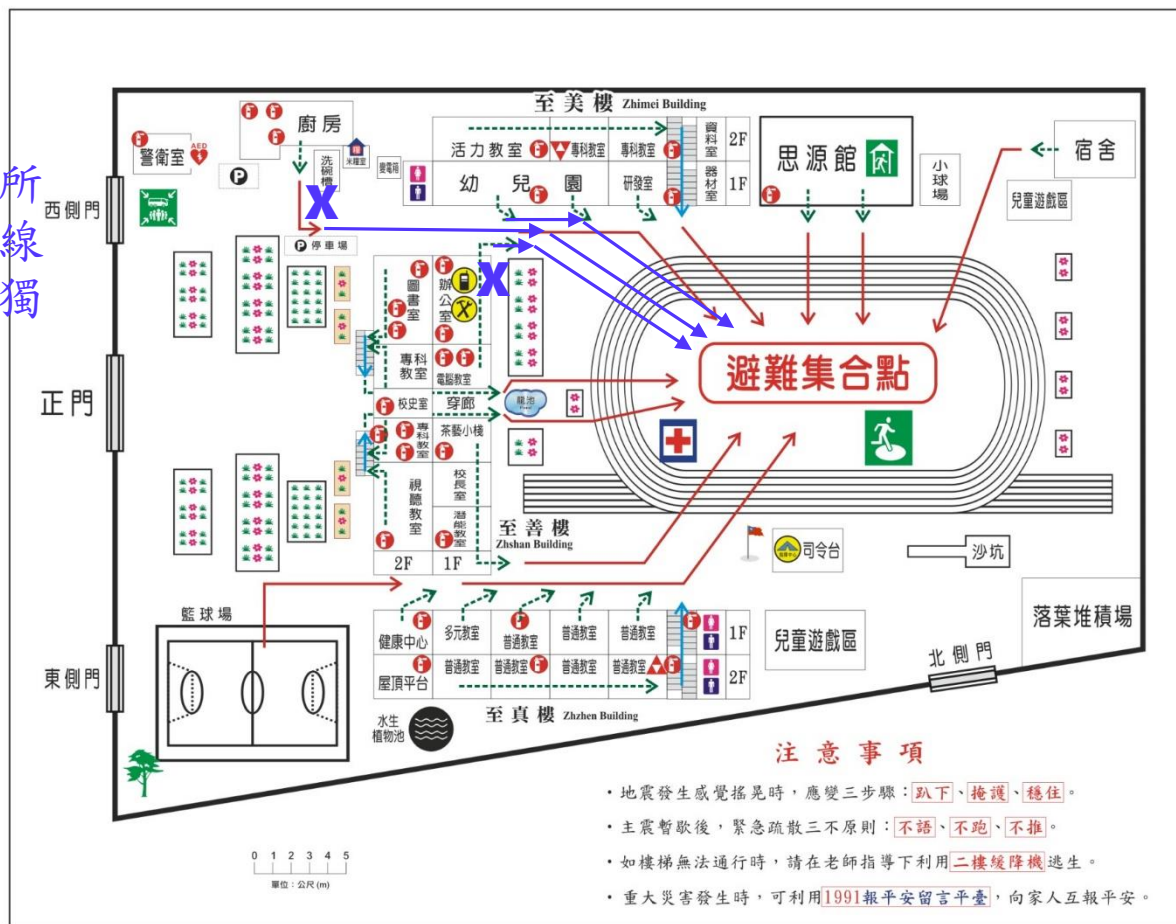 至美樓 Zhimei Building
廚房
警衛室
AED
洗碗槽
米糧室
變電箱
P
活力教室
專科教室
專科教室
資料室
2F
幼兒園
研發室
器材室
1F
思源館
小球場
宿舍
兒童遊戲區
所
線
獨
西側門
X
P 停車場
X
圖書室
辦公室
專科教室
電腦教室
正門
校史室
穿廊
龍池
避難集合點
專科教室
茶藝小棧
視聽教室
校長室
潛能教室
2F
1F
至善樓
Zhshan Building
司令台
沙坑
落葉堆積場
籃球場
健康中心
多元教室
普通教室
普通教室
普通教室
1F
屋頂平台
普通教室
普通教室
普通教室
普通教室
2F
兒童遊戲區
北側門
東側門
至真樓 Zhzhen Building
水生
植物池
注意事項
・地震發生感覺搖晃時，應變三步驟：趴下、掩護、穩住。
・主震暫歇後，緊急疏散三不原則：不語、不跑、不推。
・如樓梯無法通行時，請在老師指導下利用二樓緩降機逃生。
・重大災害發生時，可利用1991報平安留言平臺，向家人互報平安。
0 1 2 3 4 5
單位：公尺(m)